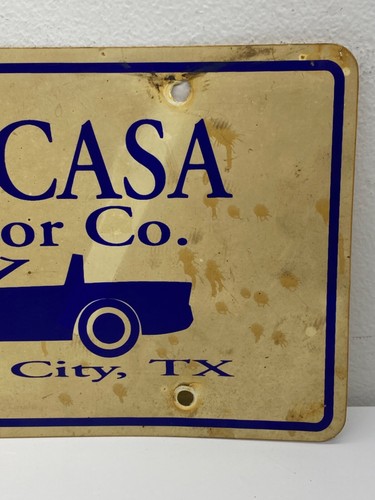 CASA
or Co.
City, TX